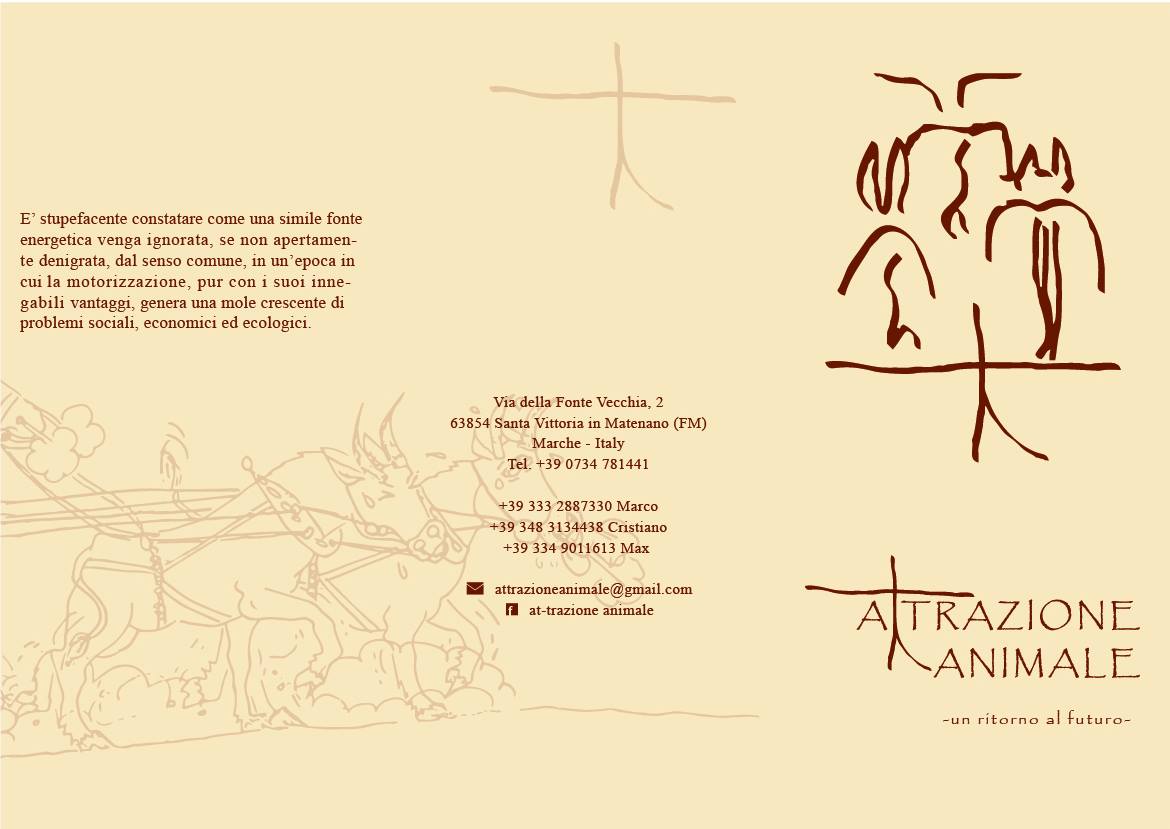 E' stupefacente constatare come una simile fonte
energetica venga ignorata, se non apertamen-
te denigrata, dal senso comune, in un'epoca in
cui la motorizzazione, pur con i suoi inne-
gabili vantaggi, genera una mole crescente di
problemi sociali, economici ed ecologici.
Via della Fonte Vecchia, 2
63854 Santa Vittoria in Matenano (FM)
Marche - Italy
Tel. +39 0734 781441
+39 333 2887330 Marco
+39 348 3134438 Cristiano
+39 334 9011613 Max
attrazioneanimale@gmail.com
at-trazione animale
ATTRAZIONE
ANIMALE
-un ritorno al futuro-